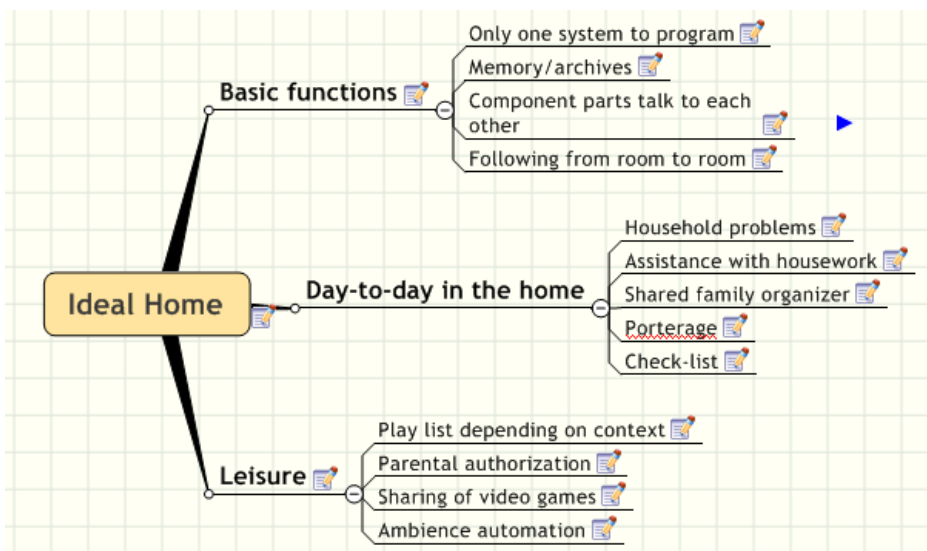 Only one system to program
Memory/archives
Basic functions
Component parts talk to each
other
Following from room to room
Household problems
Assistance with housework
Day-to-day in the home
Ideal Home
Shared family organizer
Porterage
Check-list
Play list depending on context
Parental authorization
Leisure
Sharing of video games
Ambience automation